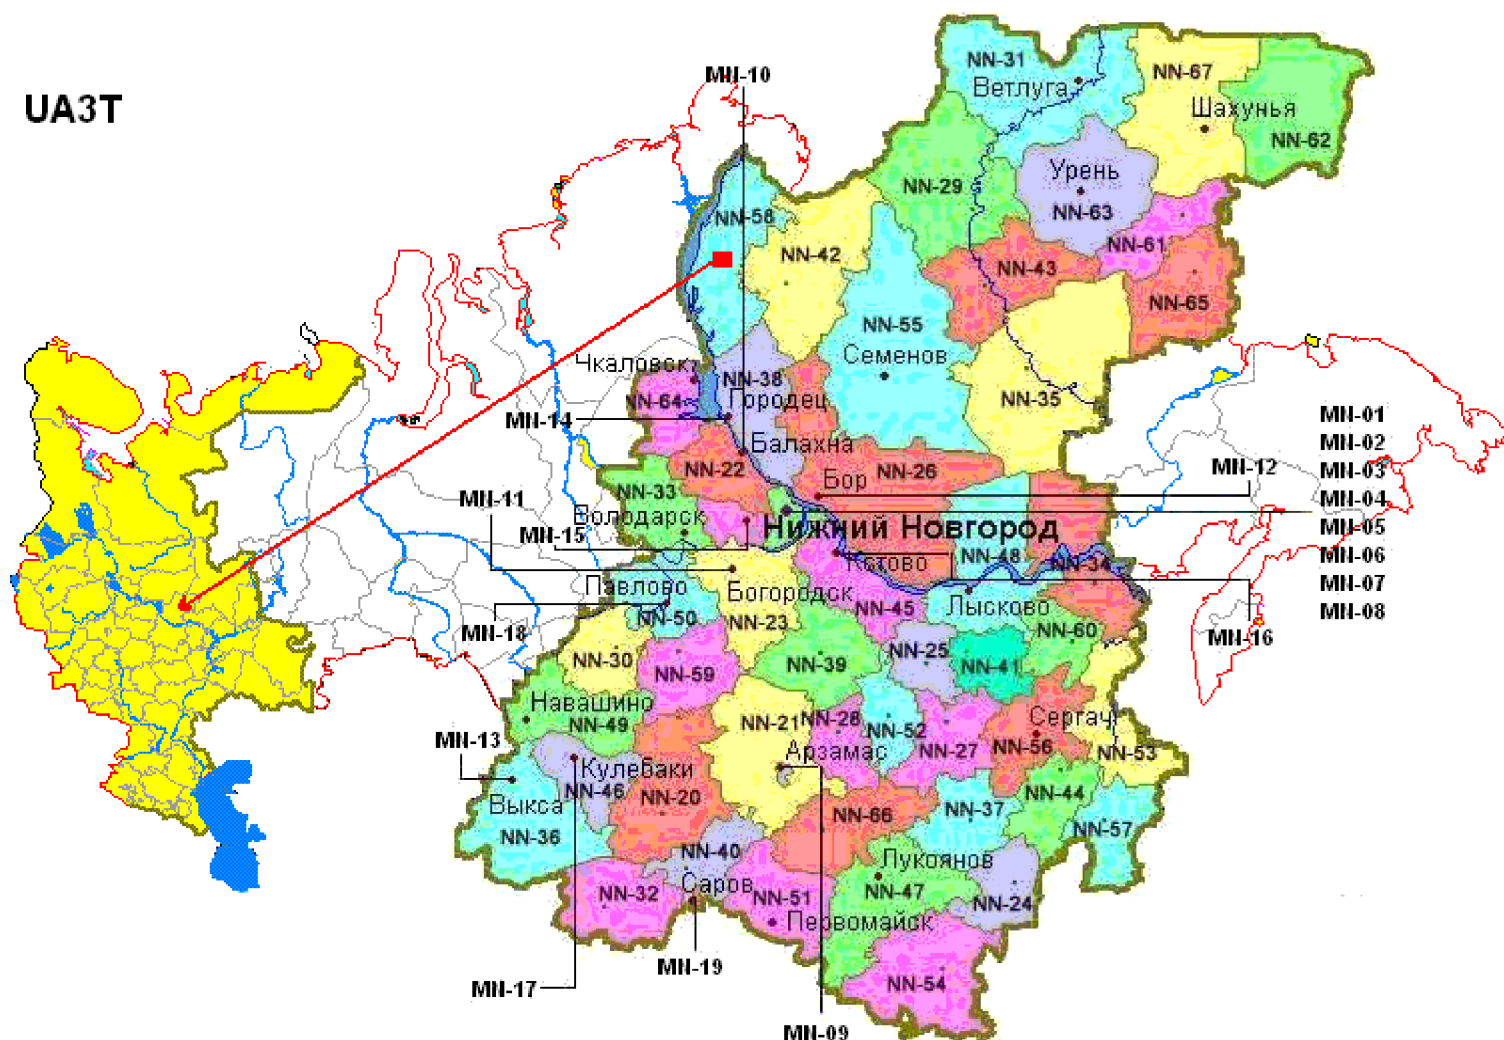 MN-10
NN-31
NN-67
Ветлуга
UA3T
Шахунья
NN-62
Урень
NN-29
NN-63
NN-58
NN-61
NN-42
NN-43
NN-65
NN-55
Семенов
Чкаловск
NN-38
NN-64
Городец
NN-35
MN-14
MN-01
Балахна
MN-02
NN-22
NN-26
MN-12
MN-03
Бор
NN-33
MN-11
MN-04
Володарск
Нижний Новгород
MN-05
MN-15
Кстово
NN-48
NN-34
MN-06
Павлово
Богородск
MN-07
NN-50
NN-23
NN-45
Лысково
MN-08
MN-18
NN-60
MN-16
NN-30
NN-59
NN-39
NN-25
NN-41
Навашино
NN-49
NN-21
NN-28
NN-52
Сергач
MN-13
Арзамас
NN-27
NN-56
NN-53
Кулебаки
NN-46
NN-20
NN-44
Выкса
NN-36
NN-66
NN-37
NN-57
NN-40
Лукоянов
Саров
NN-32
NN-51
NN-47
NN-24
Первомайск
MN-19
MN-17
NN-54
MN-09